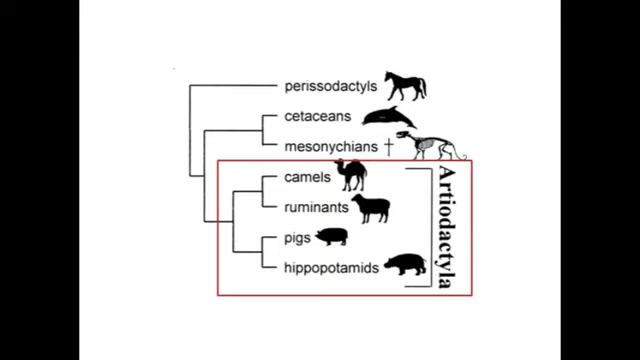 perissodactyls
cetaceans
mesonychians †
camels
ruminants
pigs
hippopotamids
Artiodactyla